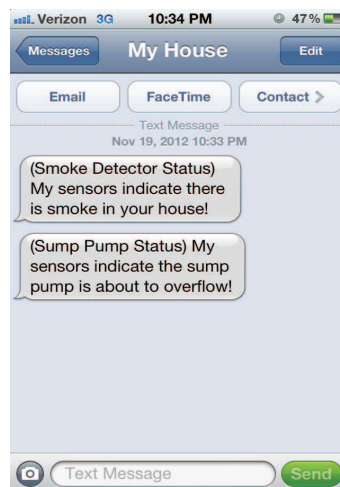 Verizon 3G 10:34 PM 47%
Messages My House Edit
Email FaceTime Contact
Text Message
Nov 19, 2012 10:33 PM
(Smoke Detector Status)
My sensors indicate there
is smoke in your house!
(Sump Pump Status) My
sensors indicate the sump
pump is about to overflow!
Text Message Send